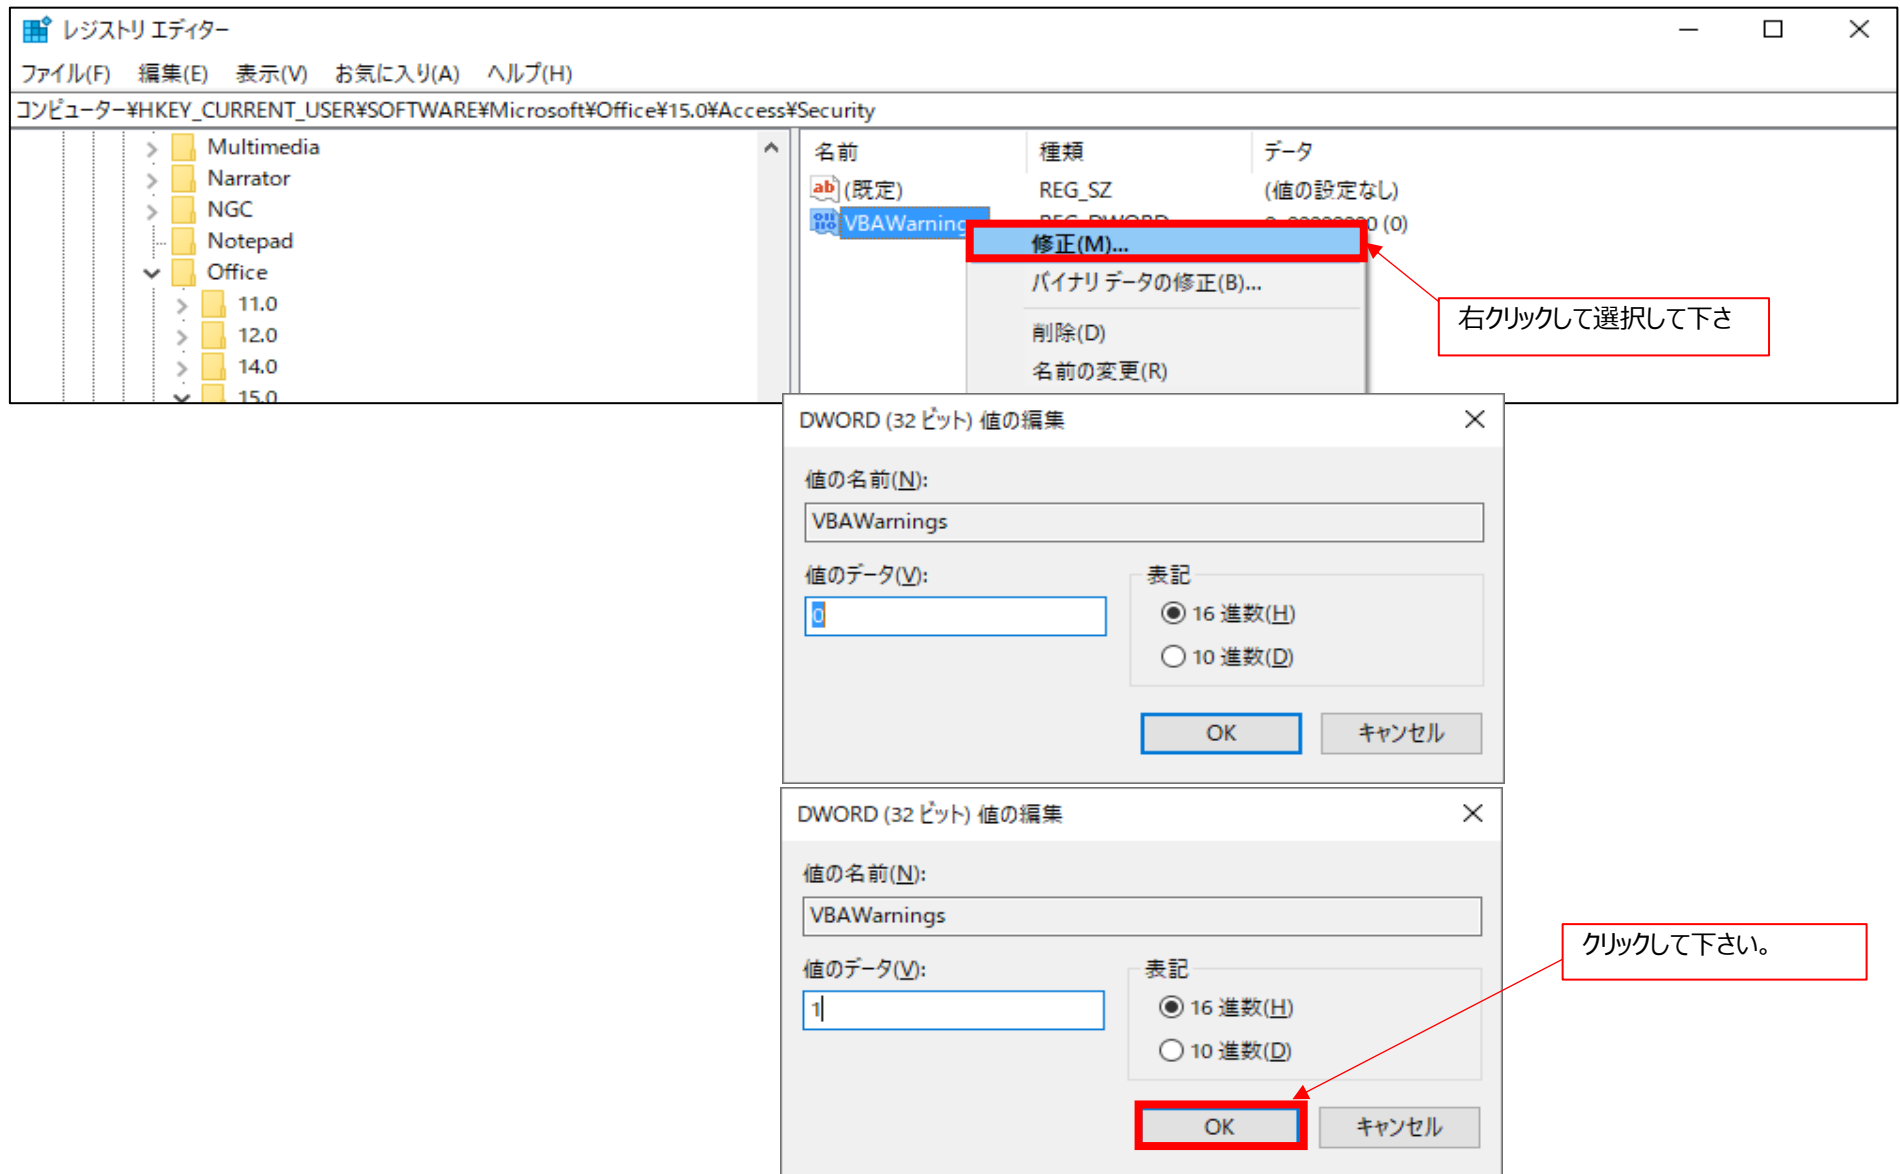 レジストリ エディター
ファイル(F) 編集(E) 表示(V) お気に入り(A) ヘルプ(H)
コンピューター¥HKEY_CURRENT_USER¥SOFTWARE¥Microsoft¥Office¥15.0¥Access¥Security
Multimedia
Narrator
NGC
Notepad
Office
11.0
12.0
14.0
15.0
名前 種類 データ
(既定) REG_SZ (値の設定なし)
VBAWarning REG_DWORD 0x00000000 (0)
修正(M)...
バイナリ データの修正(B)...
削除(D)
名前の変更(R)
右クリックして選択して下さ
DWORD (32 ビット) 値の編集
値の名前(N):
VBAWarnings
値のデータ(V):
0
表記
16 進数(H)
10 進数(D)
OK キャンセル
DWORD (32 ビット) 値の編集
値の名前(N):
VBAWarnings
値のデータ(V):
1
表記
16 進数(H)
10 進数(D)
OK キャンセル
クリックして下さい。